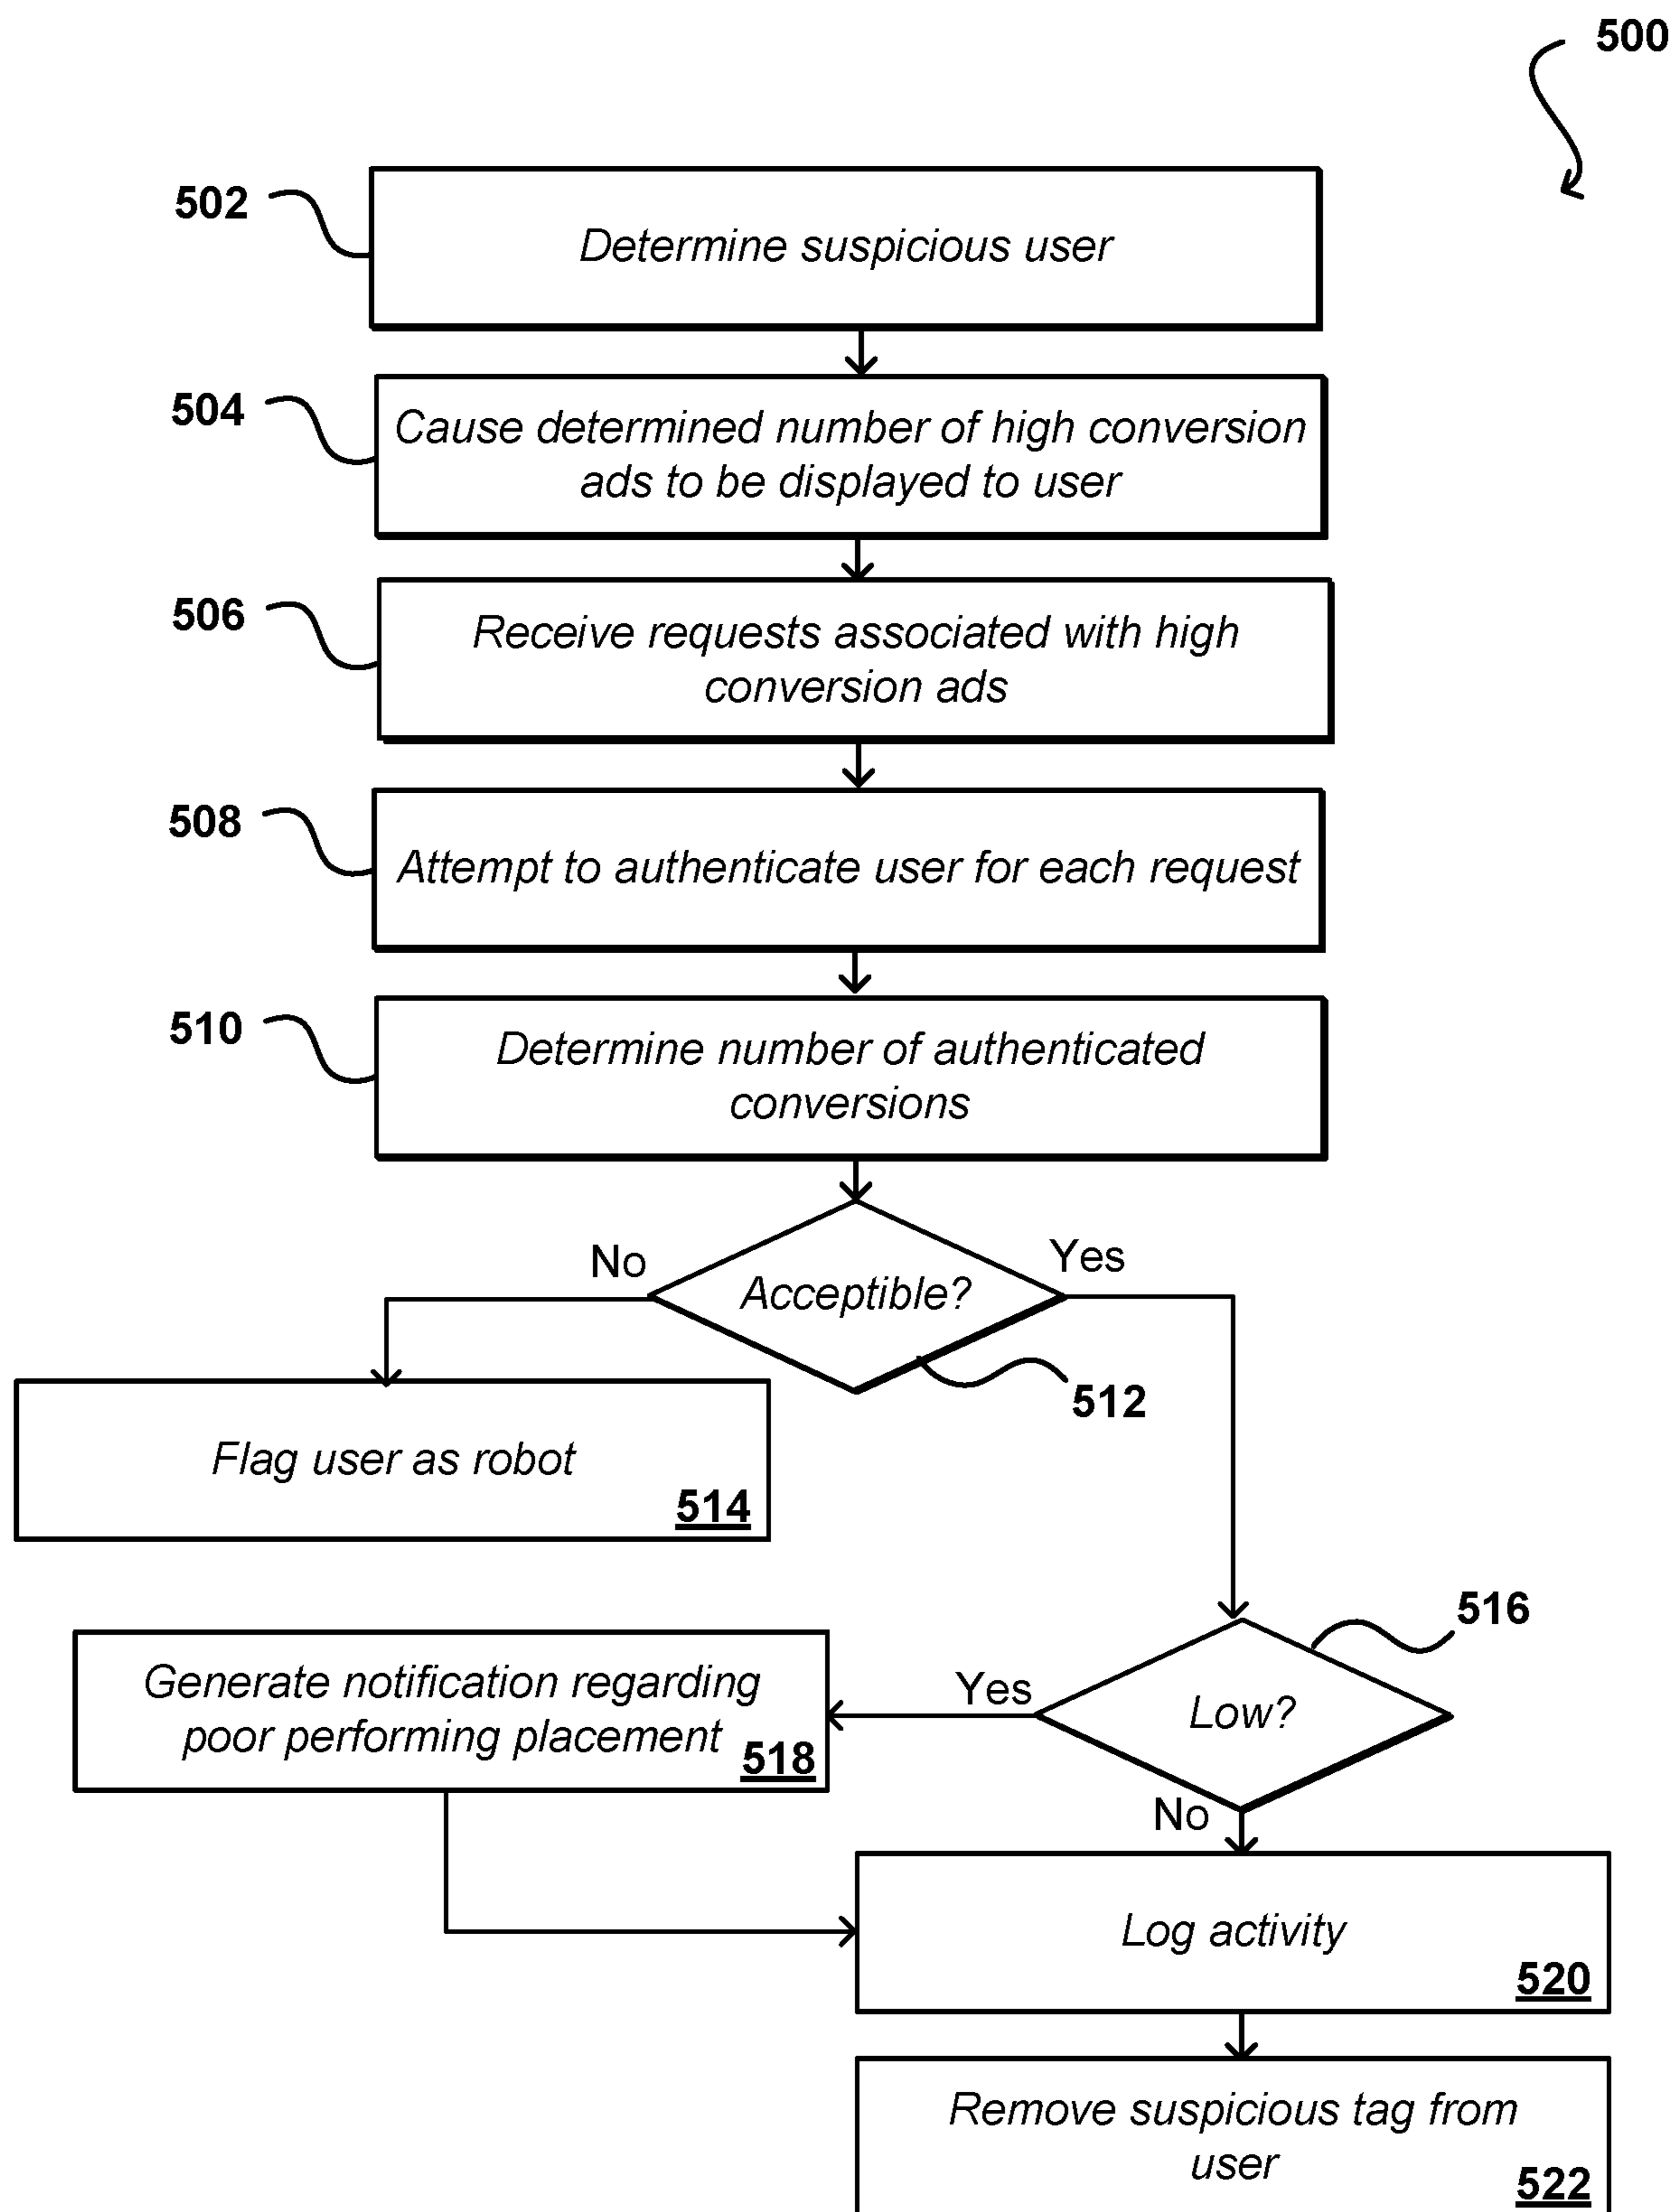 500
502
Determine suspicious user
504
Cause determined number of high conversion
ads to be displayed to user
506
Receive requests associated with high
conversion ads
508
Attempt to authenticate user for each request
510
Determine number of authenticated
conversions
No
Yes
Acceptible?
512
Flag user as robot
514
516
Generate notification regarding
poor performing placement
518
Yes
Low?
No
Log activity
520
Remove suspicious tag from
user
522